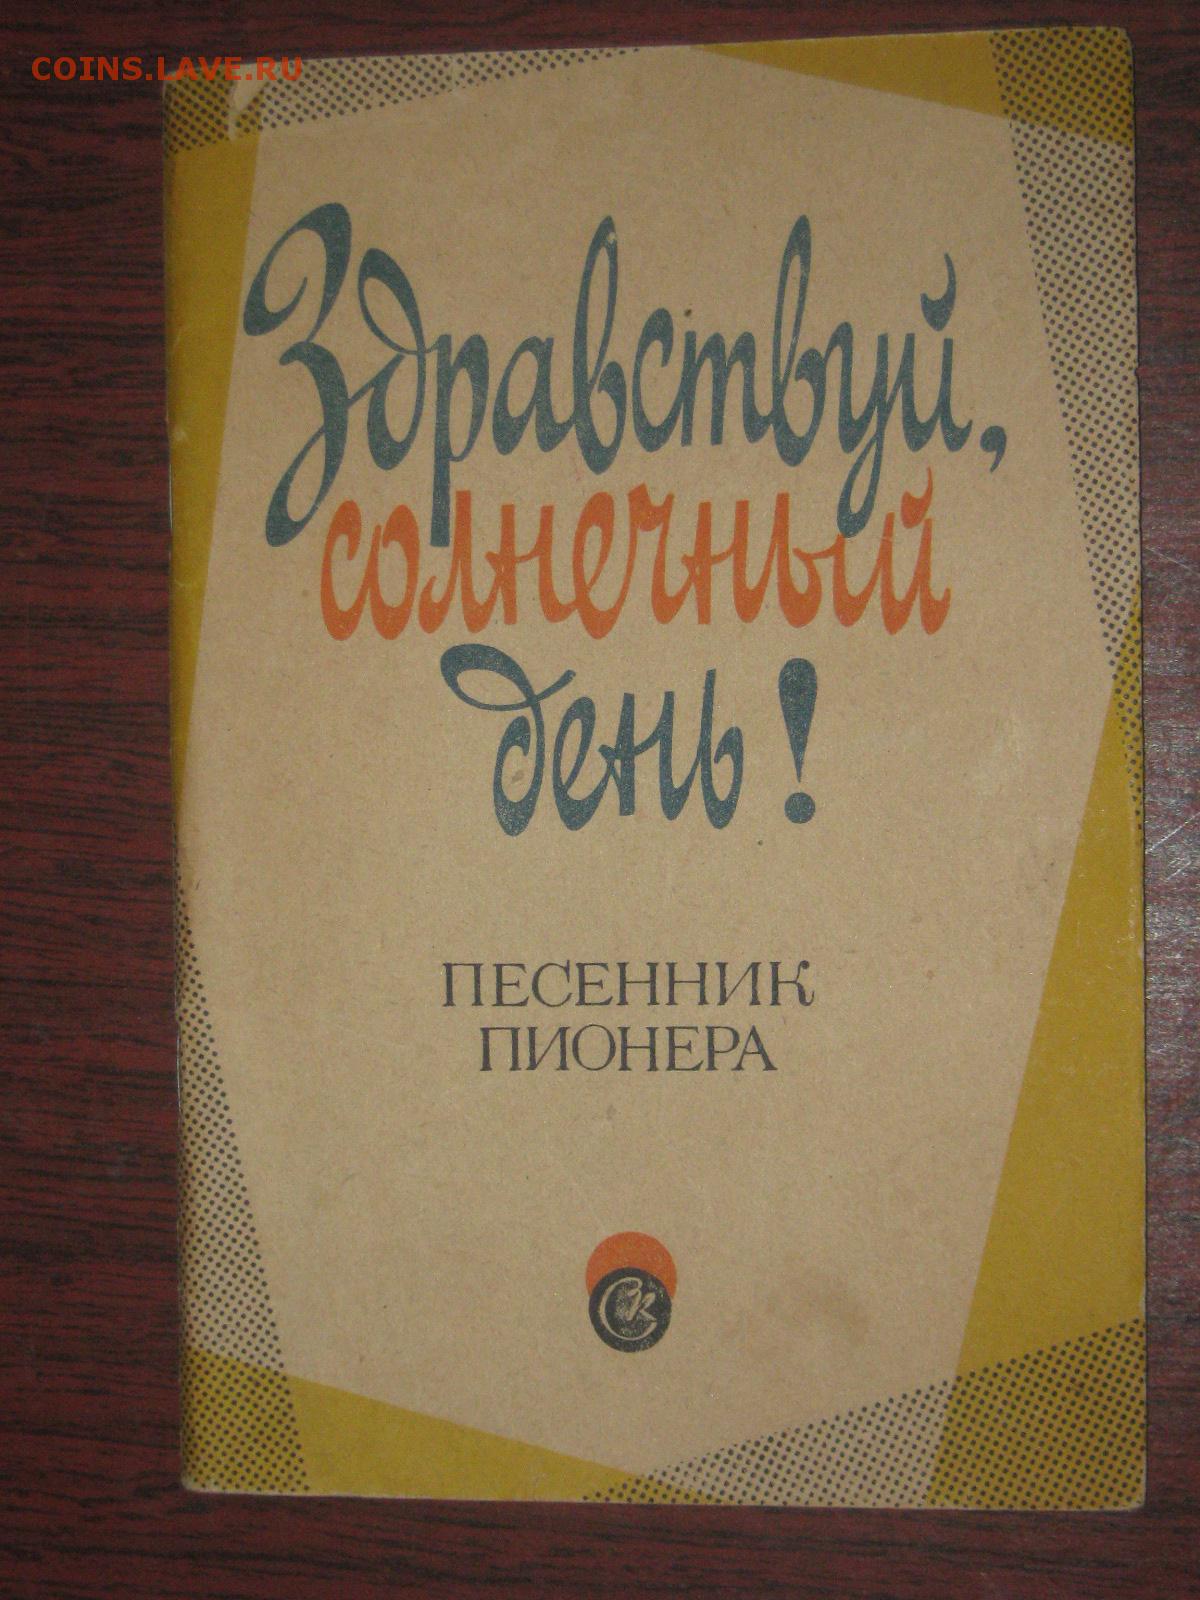 COINS.LAVE.RU
Здравствуй,
солнечный
день!
ПЕСЕННИК
ПИОНЕРА
СК